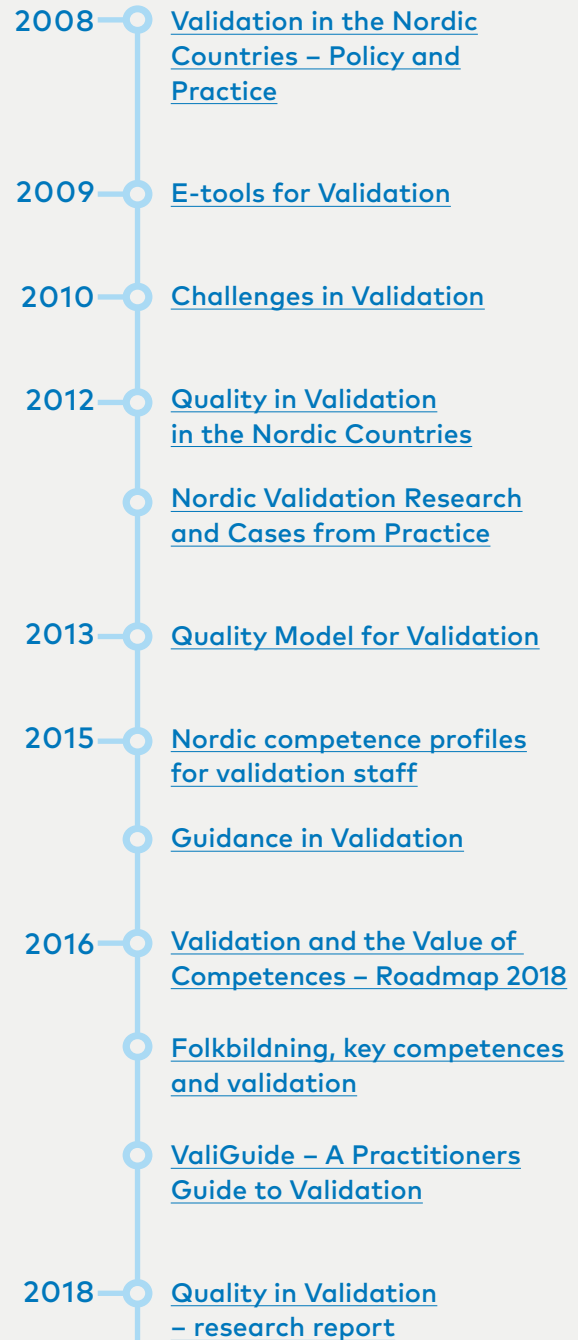 2008 Validation in the Nordic
Countries – Policy and
Practice
2009 E-tools for Validation
2010 Challenges in Validation
2012 Quality in Validation
in the Nordic Countries
Nordic Validation Research
and Cases from Practice
2013 Quality Model for Validation
2015 Nordic competence profiles
for validation staff
Guidance in Validation
2016 Validation and the Value of
Competences – Roadmap 2018
Folkbildning, key competences
and validation
ValiGuide – A Practitioners
Guide to Validation
2018 Quality in Validation
– research report